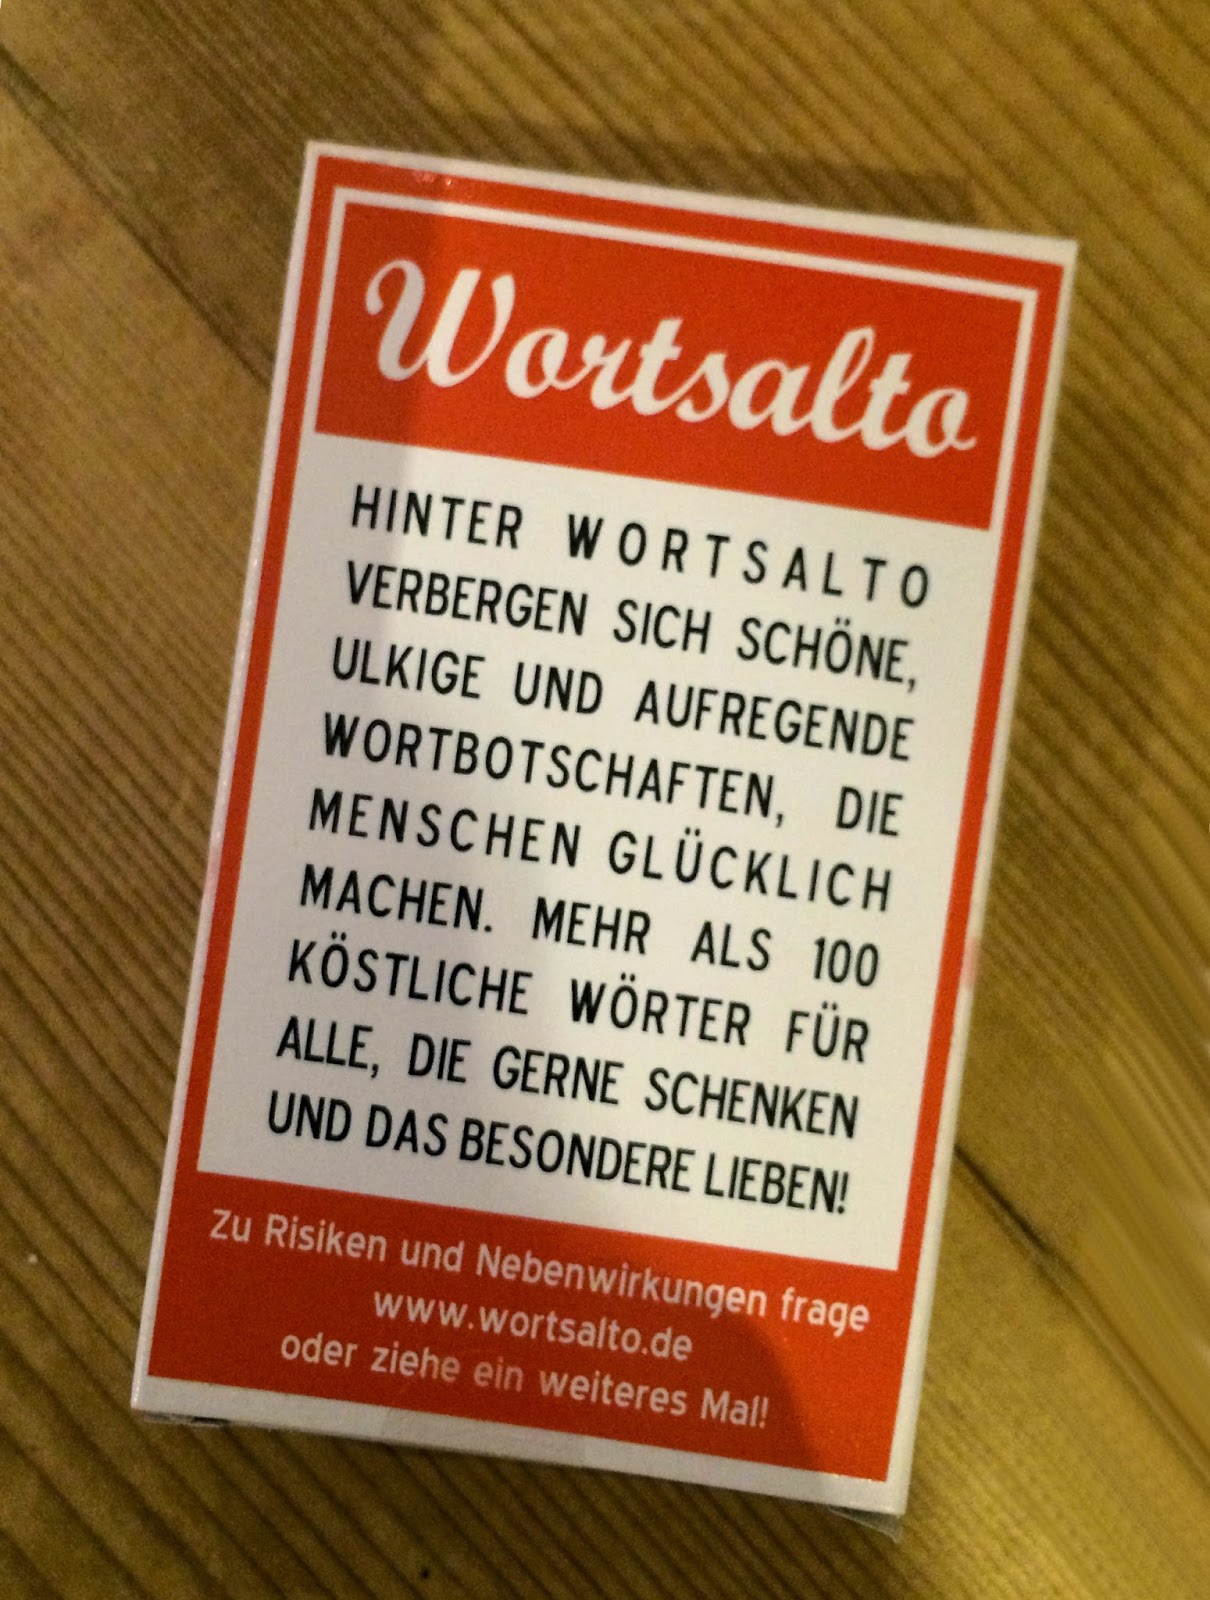 Wortsalto
HINTER WORTSALTO
VERBERGEN SICH SCHÖNE,
ULKIGE UND AUFREGENDE
WORTBOTSCHAFTEN, DIE
MENSCHEN GLÜCKLICH
MACHEN. MEHR ALS 100
KÖSTLICHE WÖRTER FÜR
ALLE, DIE GERNE SCHENKEN
UND DAS BESONDERE LIEBEN!
Zu Risiken und Nebenwirkungen frage
www.wortsalto.de
oder ziehe ein weiteres Mal!